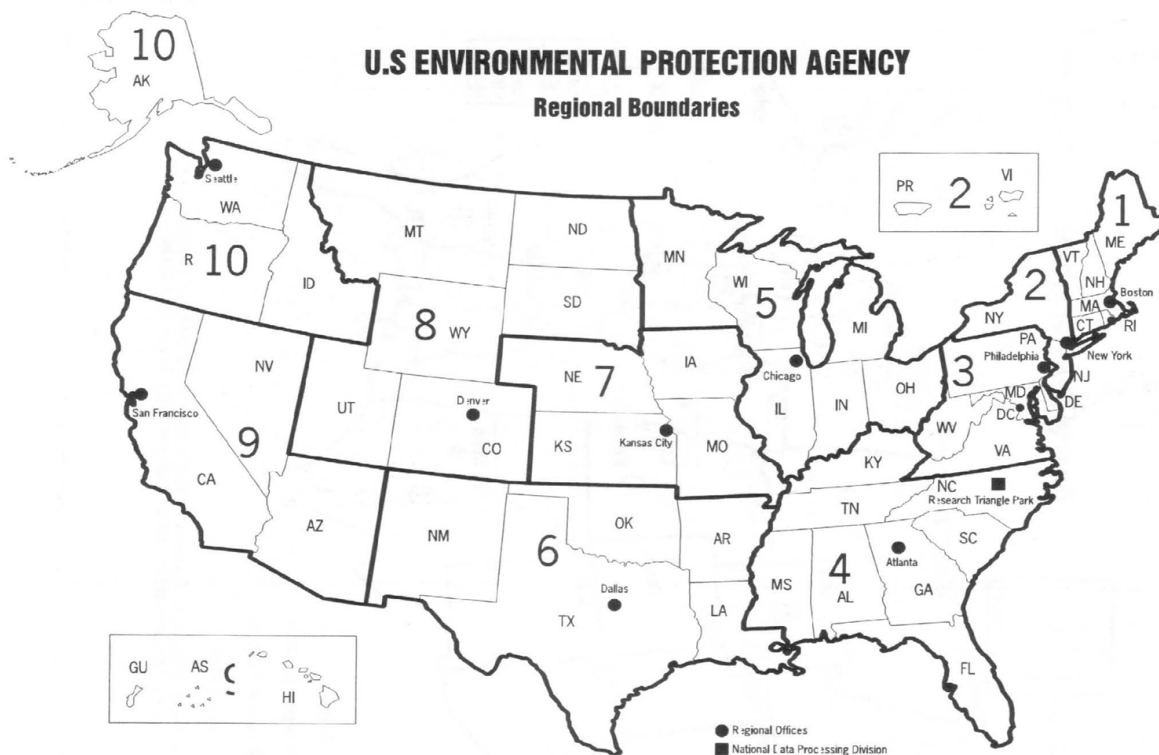 10
AK
U.S ENVIRONMENTAL PROTECTION AGENCY
Regional Boundaries
Seattle
WA
R 10
ID
MT
ND
SD
8
WY
MN
WI
5
MI
PR 2 VI
1
ME
VT
NH
2
NY
MA
Boston
CT
RI
PA
Philadelphia
New York
3
NJ
MD
DE
DC
WV
VA
NV
San Francisco
9
CA
UT
Denver
CO
NE 7
KS
Kansas City
IA
MO
Chicago
IL
IN
OH
KY
TN
NC
Research Triangle Park
SC
AZ
NM
6
OK
AR
Dallas
TX
LA
MS
4
AL
Atlanta
GA
FL
GU AS 9 HI
Regional Offices
National Data Processing Division